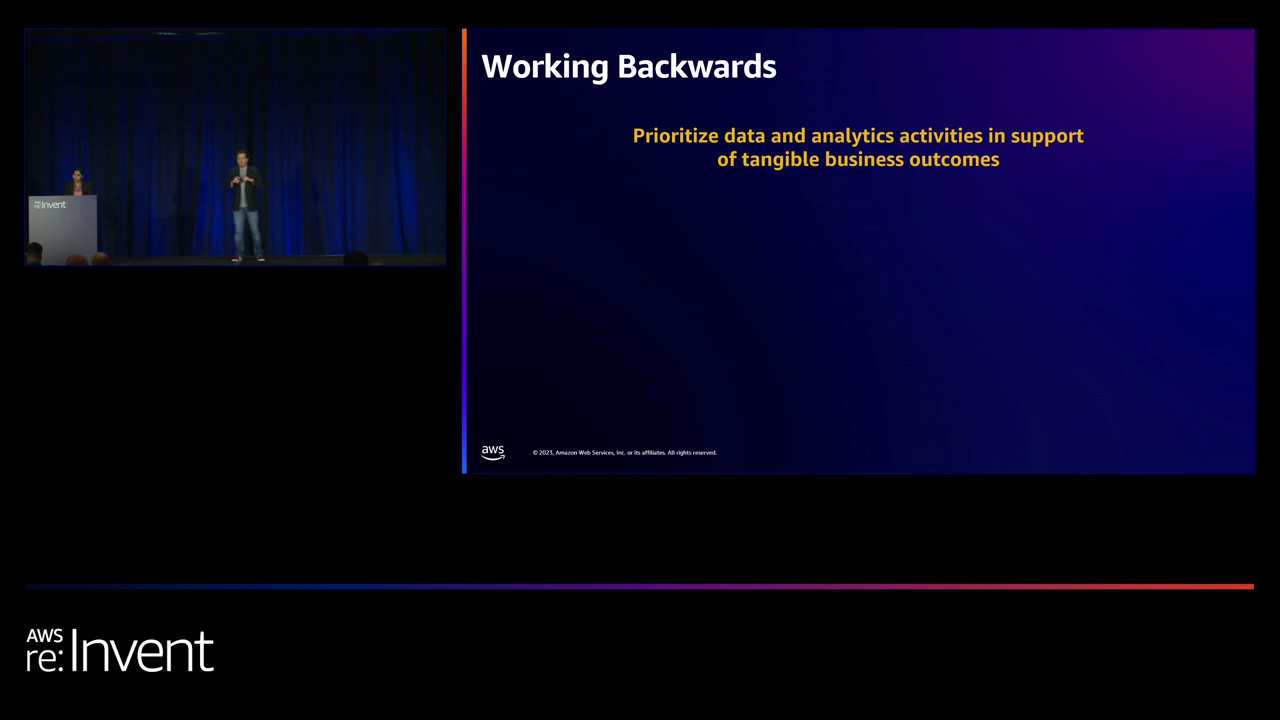 re:Invent
Working Backwards
Prioritize data and analytics activities in support
of tangible business outcomes
aws
© 2023, Amazon Web Services, Inc. or its affiliates. All rights reserved.
AWS
re:Invent